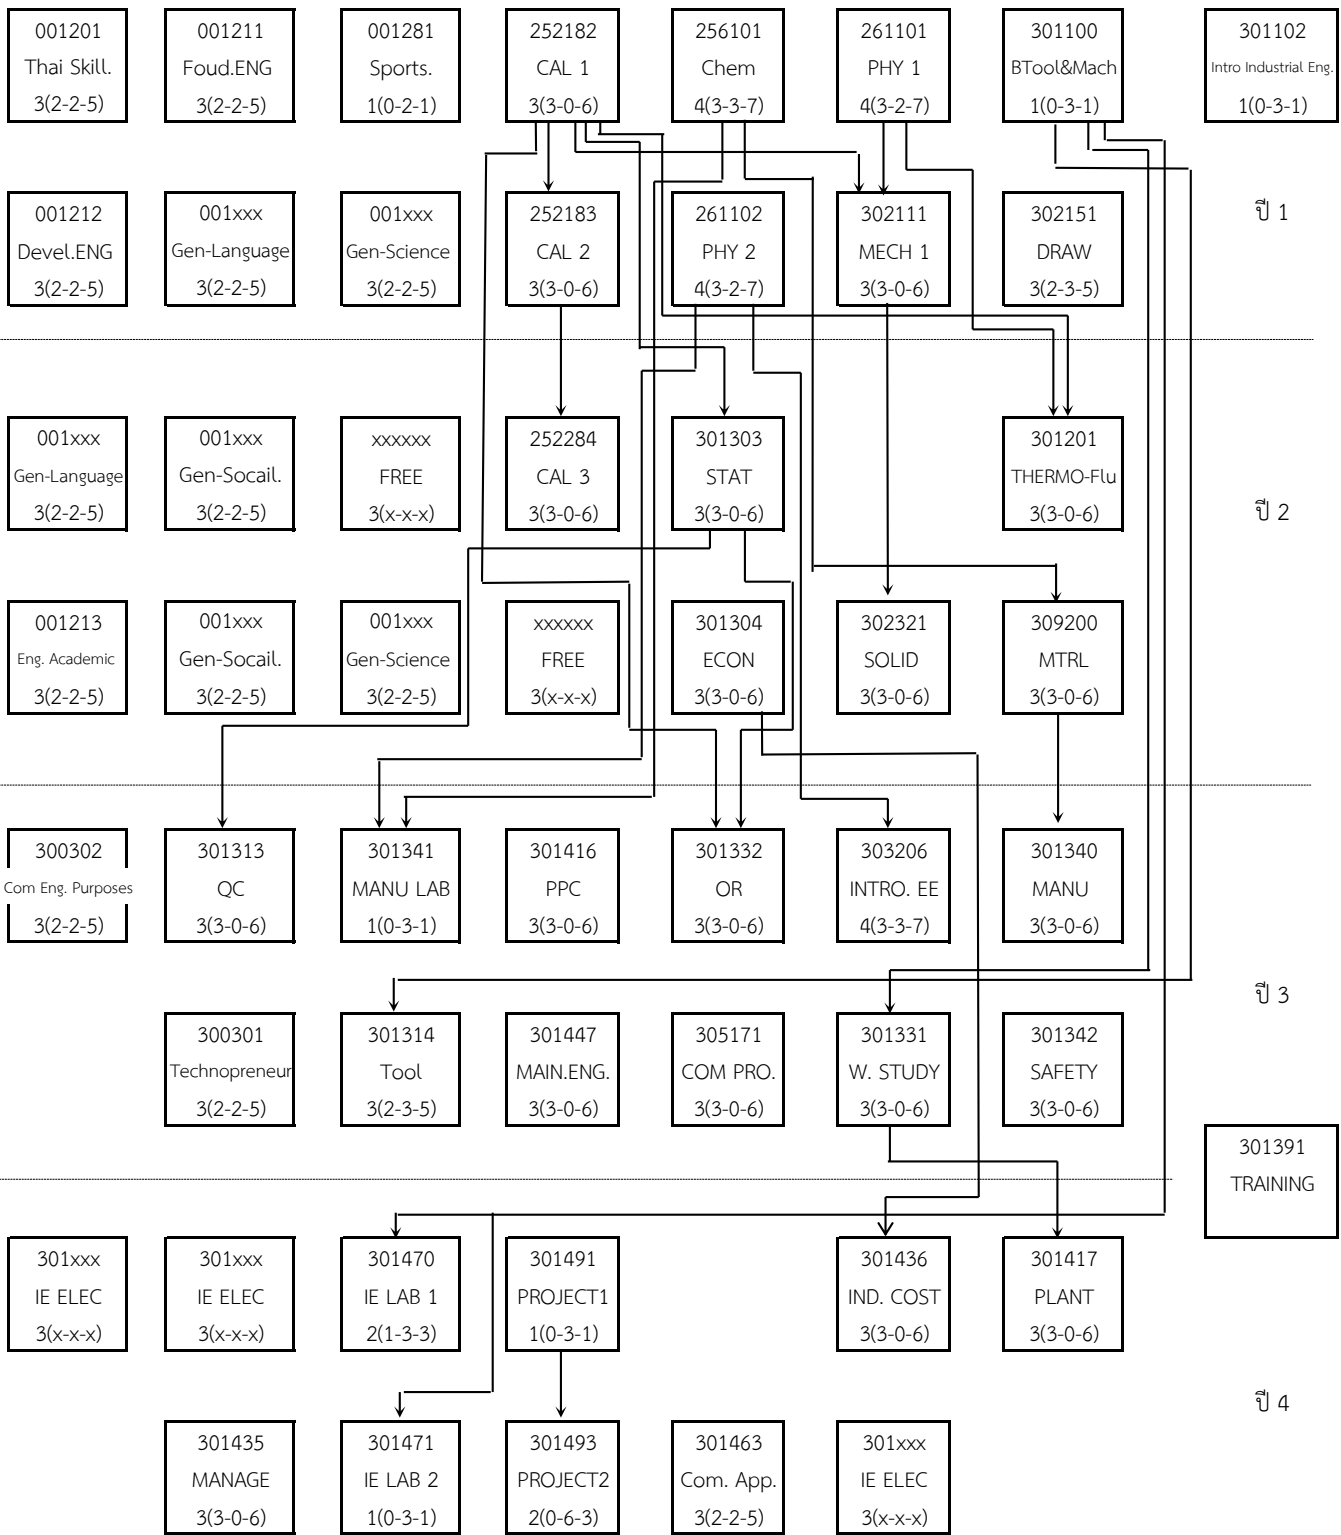 001201
Thai Skill.
3(2-2-5)
001211
Foud.ENG
3(2-2-5)
001281
Sports.
1(0-2-1)
252182
CAL 1
3(3-0-6)
256101
Chem
4(3-3-7)
261101
PHY 1
4(3-2-7)
301100
BTool&Mach
1(0-3-1)
301102
Intro Industrial Eng.
1(0-3-1)
001212
Devel.ENG
3(2-2-5)
001xxx
Gen-Language
3(2-2-5)
001xxx
Gen-Science
3(2-2-5)
252183
CAL 2
3(3-0-6)
261102
PHY 2
4(3-2-7)
302111
MECH 1
3(3-0-6)
302151
DRAW
3(2-3-5)
ปี 1
001xxx
Gen-Language
3(2-2-5)
001xxx
Gen-Socail.
3(2-2-5)
xxxxxx
FREE
3(x-x-x)
252284
CAL 3
3(3-0-6)
301303
STAT
3(3-0-6)
301201
THERMO-Flu
3(3-0-6)
ปี 2
001213
Eng. Academic
3(2-2-5)
001xxx
Gen-Socail.
3(2-2-5)
001xxx
Gen-Science
3(2-2-5)
xxxxxx
FREE
3(x-x-x)
301304
ECON
3(3-0-6)
302321
SOLID
3(3-0-6)
309200
MTRL
3(3-0-6)
300302
Com Eng. Purposes
3(2-2-5)
301313
QC
3(3-0-6)
301341
MANU LAB
1(0-3-1)
301416
PPC
3(3-0-6)
301332
OR
3(3-0-6)
303206
INTRO. EE
4(3-3-7)
301340
MANU
3(3-0-6)
ปี 3
300301
Technopreneur
3(2-2-5)
301314
Tool
3(2-3-5)
301447
MAIN.ENG.
3(3-0-6)
305171
COM PRO.
3(3-0-6)
301331
W. STUDY
3(3-0-6)
301342
SAFETY
3(3-0-6)
301391
TRAINING
301xxx
IE ELEC
3(x-x-x)
301xxx
IE ELEC
3(x-x-x)
301470
IE LAB 1
2(1-3-3)
301491
PROJECT1
1(0-3-1)
301436
IND. COST
3(3-0-6)
301417
PLANT
3(3-0-6)
ปี 4
301435
MANAGE
3(3-0-6)
301471
IE LAB 2
1(0-3-1)
301493
PROJECT2
2(0-6-3)
301463
Com. App.
3(2-2-5)
301xxx
IE ELEC
3(x-x-x)